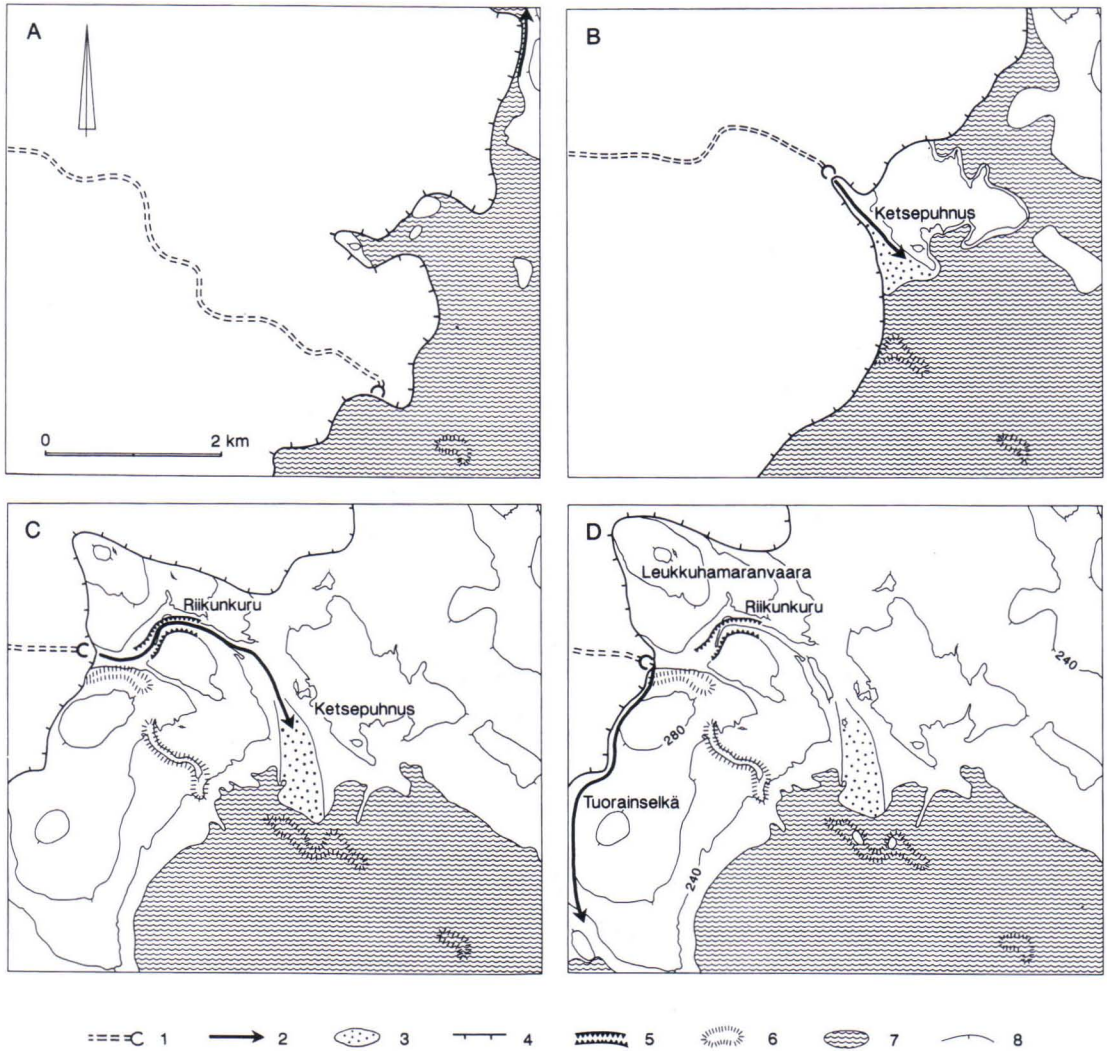 A
B
Ketsepuhnus
0 2 km
C
D
Leukkuhamaranvaara
Riikunkuru
Riikunkuru
240
Ketsepuhnus
280
Tuorainselkä
240
1 2 3 4 5 6 7 8